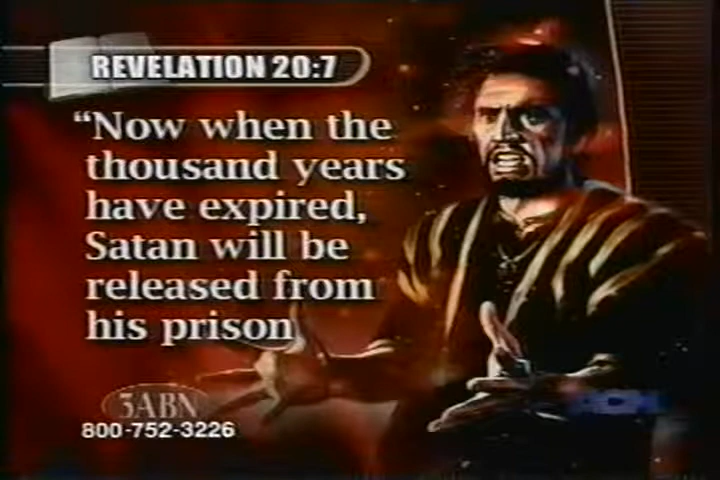 REVELATION 20:7
“Now when the
thousand years
have expired,
Satan will be
released from
his prison
3ABN
800-752-3226